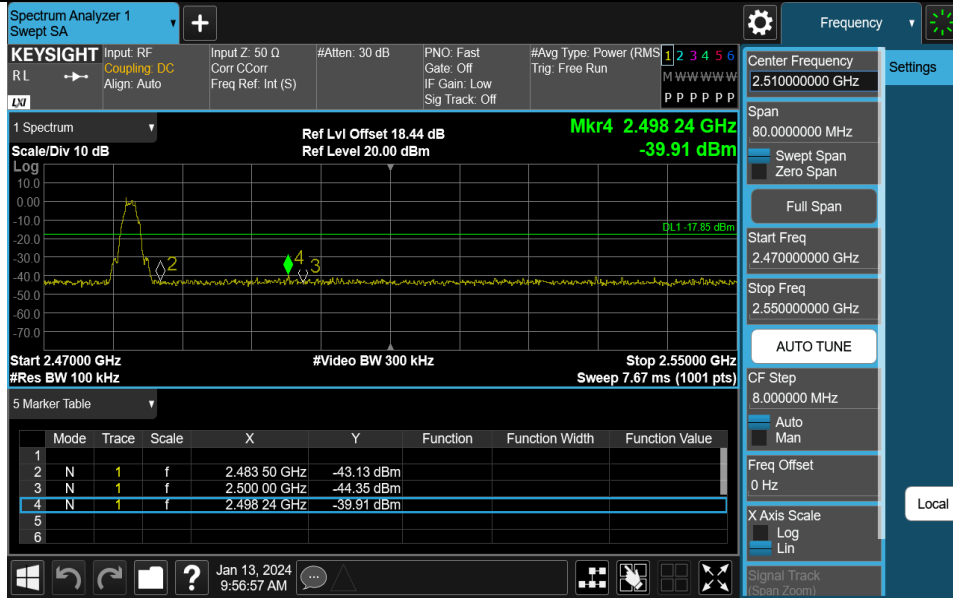 Spectrum Analyzer 1
Swept SA
+
Frequency
KEYSIGHT
Input: RF
Coupling: DC
Align: Auto
Input Z: 50 Ω
Corr CCorr
Freq Ref: Int (S)
#Atten: 30 dB
PNO: Fast
Gate: Off
IF Gain: Low
Sig Track: Off
#Avg Type: Power (RMS
Trig: Free Run
1 2 3 4 5 6
M W W W W W
P P P P P P
R L
LXI
1 Spectrum
Scale/Div 10 dB
Ref Lvl Offset 18.44 dB
Ref Level 20.00 dBm
Mkr4 2.498 24 GHz
-39.91 dBm
Log
10.0
0.00
-10.0
-20.0
-30.0
-40.0
-50.0
-60.0
-70.0
DL1 -17.85 dBm
2
4
3
Start 2.47000 GHz
#Video BW 300 kHz
Stop 2.55000 GHz
#Res BW 100 kHz
Sweep 7.67 ms (1001 pts)
5 Marker Table
Mode Trace Scale X Y Function Function Width Function Value
1
2 N 1 f 2.483 50 GHz -43.13 dBm
3 N 1 f 2.500 00 GHz -44.35 dBm
4 N 1 f 2.498 24 GHz -39.91 dBm
5
6
?
Jan 13, 2024
9:56:57 AM
Center Frequency
2.510000000 GHz
Settings
Span
80.0000000 MHz
Swept Span
Zero Span
Full Span
Start Freq
2.470000000 GHz
Stop Freq
2.550000000 GHz
AUTO TUNE
CF Step
8.000000 MHz
Auto
Man
Freq Offset
0 Hz
Local
X Axis Scale
Log
Lin
Signal Track
(Span Zoom)